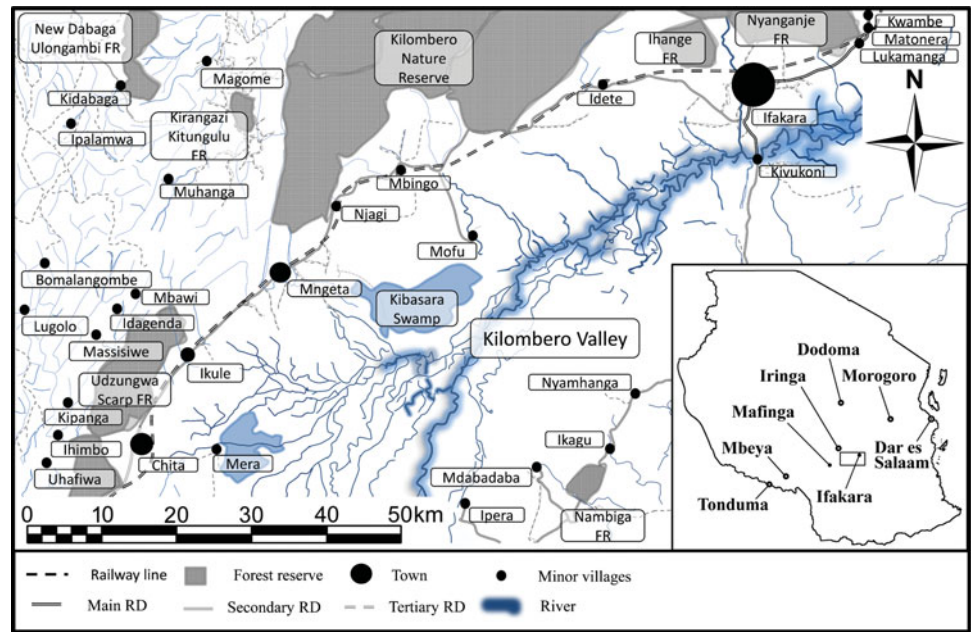 New Dabaga
Ulongambi FR
Kidabaga
Ipalamwa
Magome
Kirangazi
Kitungulu
FR
Muhanga
Kilombero
Nature
Reserve
Ihange
FR
Nyanganje
FR
Kwambe
Matonera
Lukamanga
N
Idete
Ifakara
Kivukoni
Mbingo
Njagi
Mofu
Mngeta
Kibasara
Swamp
Kilombero Valley
Bomalangombe
Mbawi
Lugolo
Idagenda
Massisiwe
Udzungwa
Scarp FR
Ikule
Kipanga
Ihimbo
Uhafiwa
Chita
Mera
Nyamhanga
Ikagu
Mdabadaba
Ipera
Nambiga
FR
0 10 20 30 40 50km
Dodoma
Iringa
Morogoro
Mafinga
Mbeya
Dar es
Salaam
Tonduma
Ifakara
Railway line
Forest reserve
Town
Minor villages
Main RD
Secondary RD
Tertiary RD
River